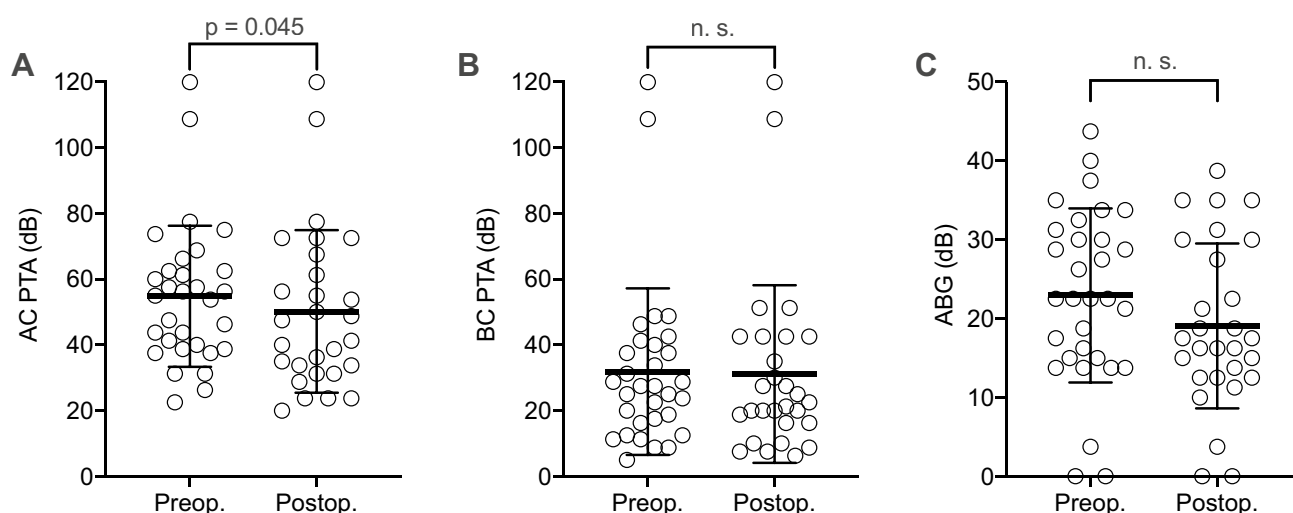 A
p = 0.045
AC PTA (dB)
120
100
80
60
40
20
0
Preop.
Postop.
B
n. s.
BC PTA (dB)
120
100
80
60
40
20
0
Preop.
Postop.
C
n. s.
ABG (dB)
50
40
30
20
10
0
Preop.
Postop.